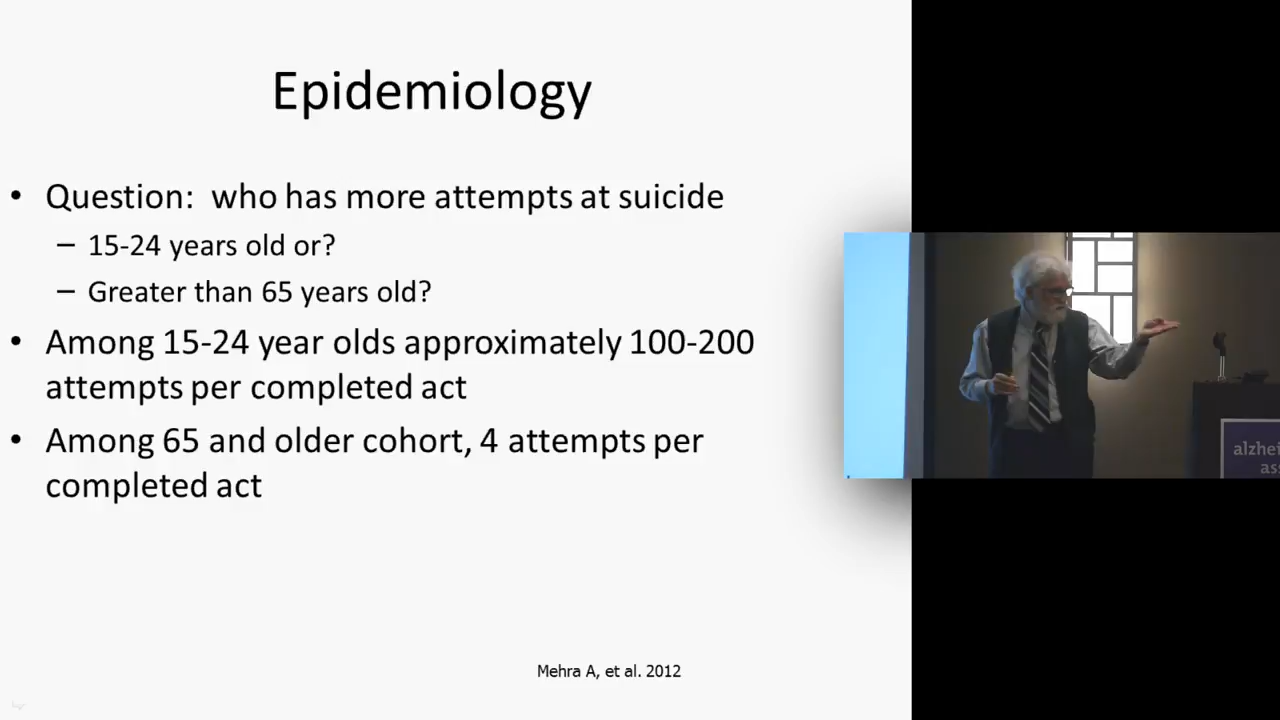 Epidemiology
• Question: who has more attempts at suicide
– 15-24 years old or?
– Greater than 65 years old?
• Among 15-24 year olds approximately 100-200
attempts per completed act
• Among 65 and older cohort, 4 attempts per
completed act
Mehra A, et al. 2012